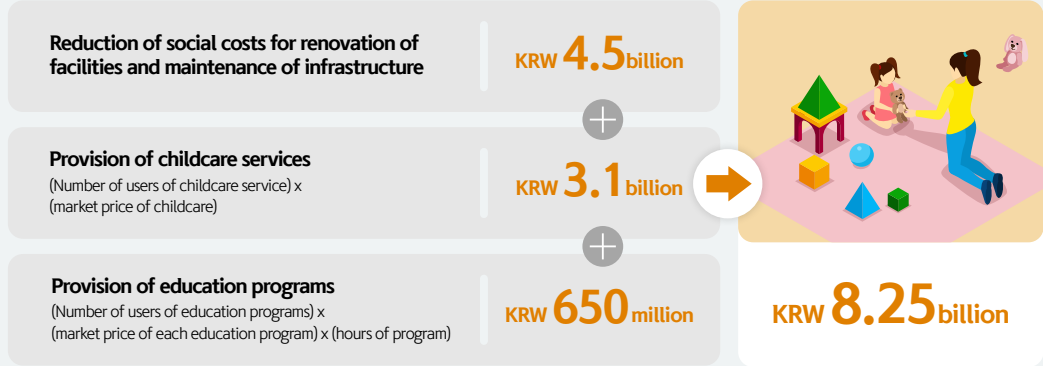 Reduction of social costs for renovation of
facilities and maintenance of infrastructure
KRW 4.5 billion
+
Provision of childcare services
(Number of users of childcare service) x
(market price of childcare)
KRW 3.1 billion
+
Provision of education programs
(Number of users of education programs) x
(market price of each education program) x (hours of program)
KRW 650 million
KRW 8.25 billion